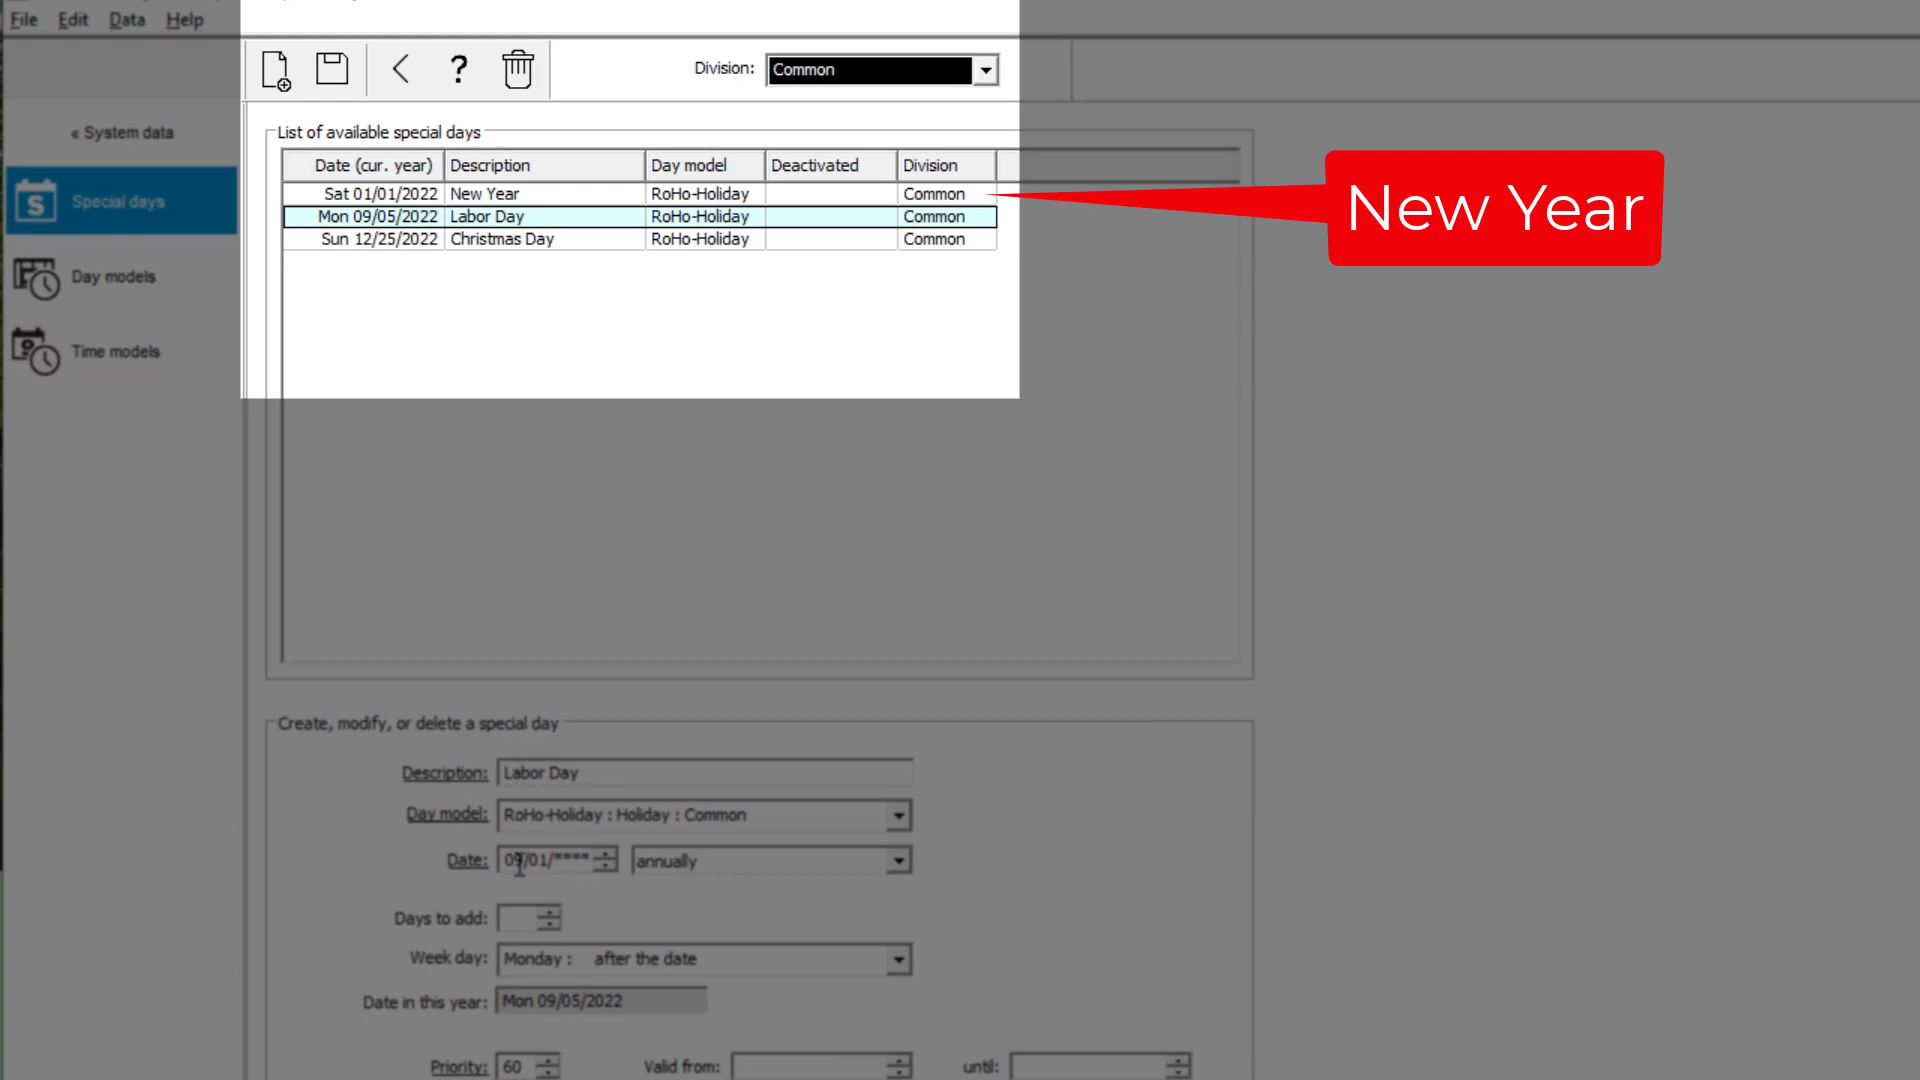 File Edit Data Help
Division: Common
« System data
Special days
Day models
Time models
List of available special days
Date (cur. year) Description Day model Deactivated Division
Sat 01/01/2022 New Year RoHo-Holiday Common
Mon 09/05/2022 Labor Day RoHo-Holiday Common
Sun 12/25/2022 Christmas Day RoHo-Holiday Common
New Year
Create, modify, or delete a special day
Description: Labor Day
Day model: RoHo-Holiday : Holiday : Common
Date: 09/01/**** annually
Days to add:
Week day: Monday : after the date
Date in this year: Mon 09/05/2022
Priority: 60 Valid from: until: